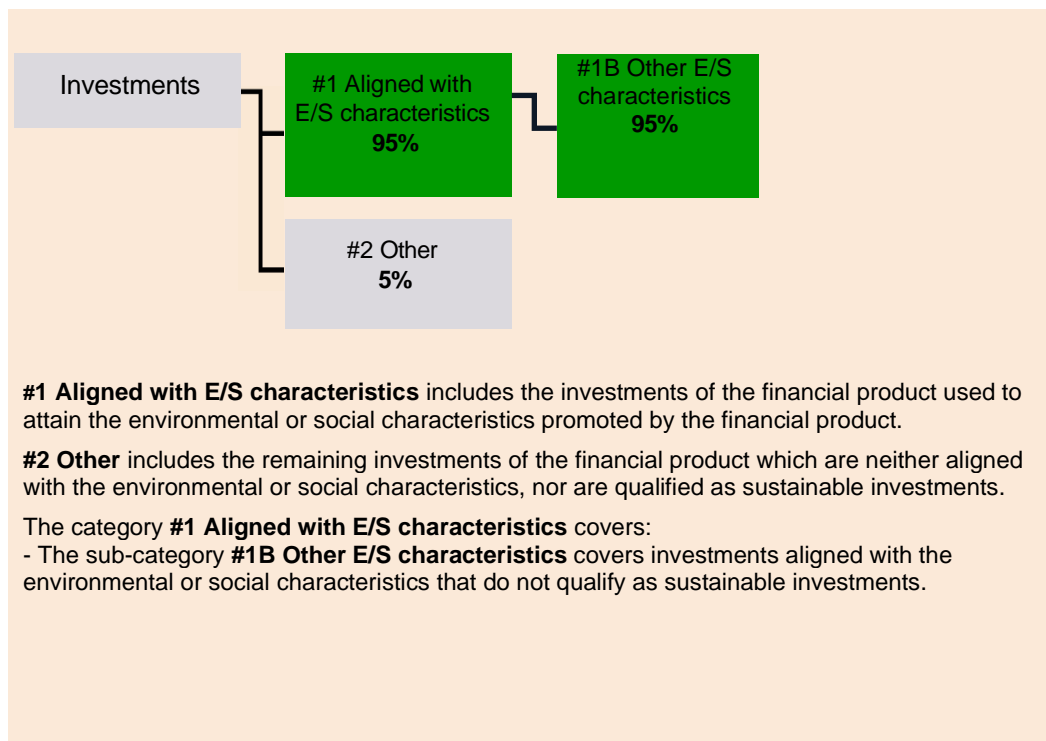 Investments
#1 Aligned with
E/S characteristics
95%
#1B Other E/S
characteristics
95%
#2 Other
5%
#1 Aligned with E/S characteristics includes the investments of the financial product used to
attain the environmental or social characteristics promoted by the financial product.
#2 Other includes the remaining investments of the financial product which are neither aligned
with the environmental or social characteristics, nor are qualified as sustainable investments.
The category #1 Aligned with E/S characteristics covers:
- The sub-category #1B Other E/S characteristics covers investments aligned with the
environmental or social characteristics that do not qualify as sustainable investments.